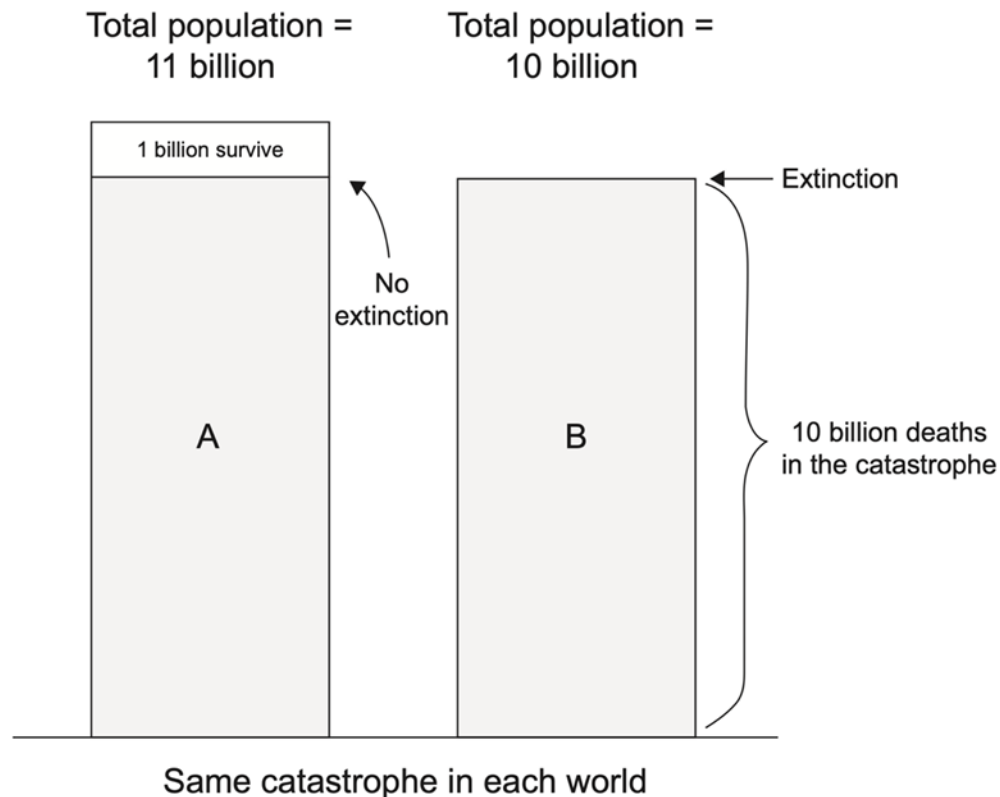 Total population =
11 billion
Total population =
10 billion
1 billion survive
Extinction
No
extinction
A
B
10 billion deaths
in the catastrophe
Same catastrophe in each world